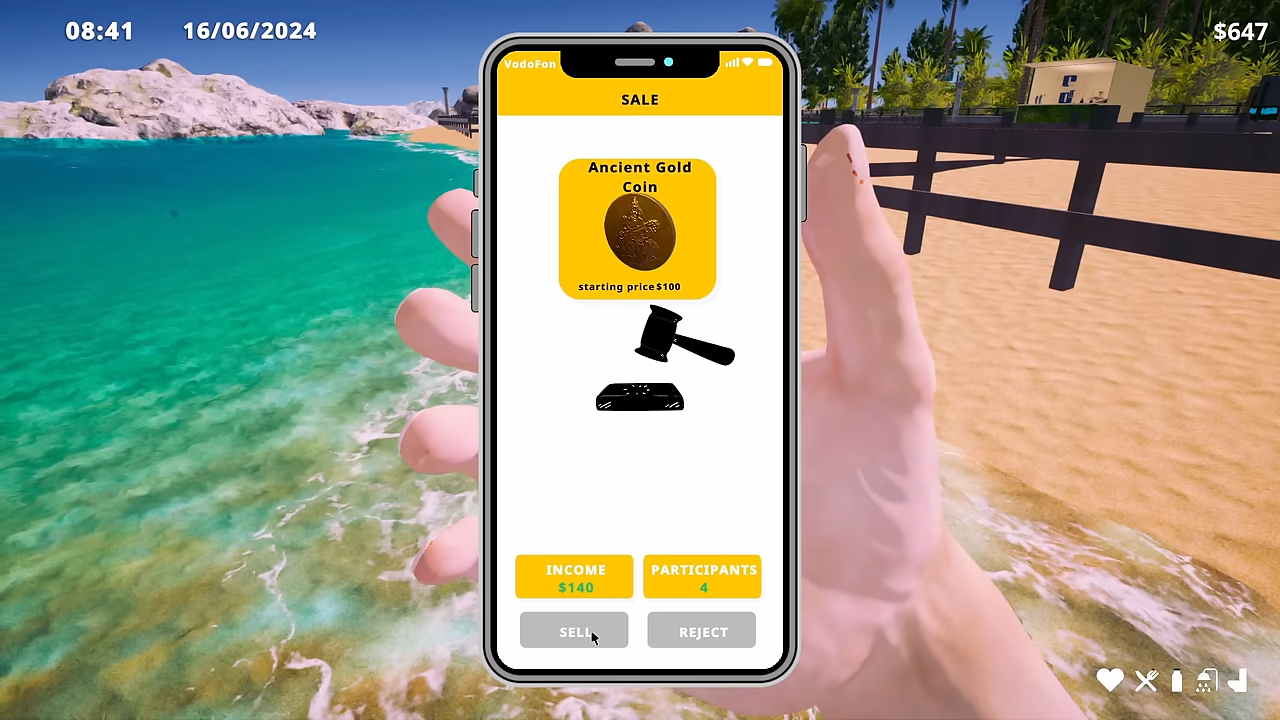 08:41 16/06/2024
$647
VodoFon
SALE
Ancient Gold
Coin
starting price $100
INCOME
$140
PARTICIPANTS
4
SELL
REJECT